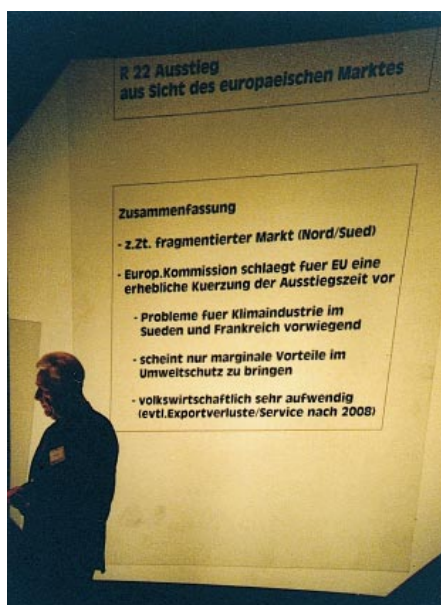 R 22 Ausstieg
aus Sicht des europaeischen Marktes
Zusammenfassung
- z.Zt. fragmentierter Markt (Nord/Sued)
- Europ.Kommission schlaegt fuer EU eine
erhebliche Kuerzung der Ausstiegszeit vor
- Probleme fuer Klimaindustrie im
Sueden und Frankreich vorwiegend
- scheint nur marginale Vorteile im
Umweltschutz zu bringen
- volkswirtschaftlich sehr aufwendig
(evtl.Exportverluste/Service nach 2008)